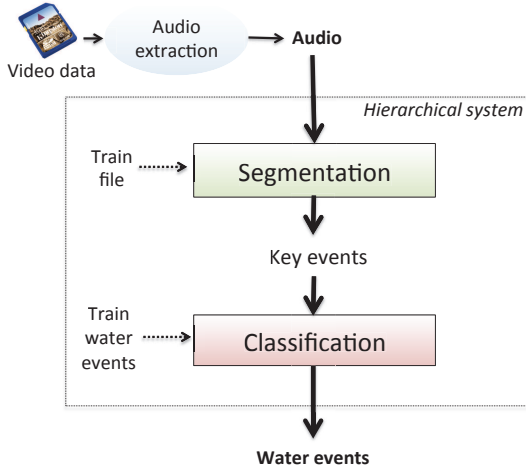 Audio
extraction
Audio
Video data
Hierarchical system
Train
file
Segmentation
Key events
Train
water
events
Classification
Water events